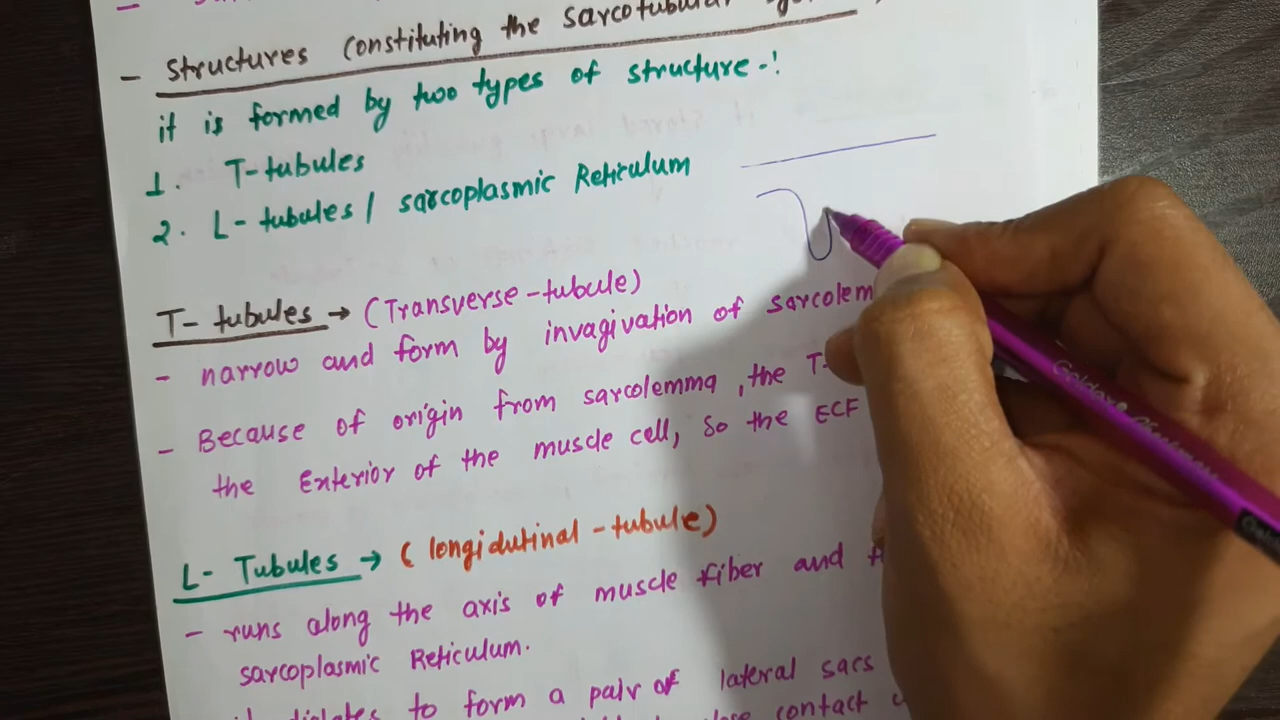 - Structures Constituting the sarcotubular
it is formed by two types of structure -:
1. T-tubules
2. L-tubules / sarcoplasmic Reticulum
T-tubules → (Transverse-tubule)
- narrow and form by invagivation of sarcolem
- Because of origin from sarcolemma, the T-
the Exterior of the muscle cell, so the ECF
L- Tubules → (longidutinal-tubule)
- runs along the axis of muscle fiber and
sarcoplasmic Reticulum.
to form a pair of lateral sacs
contact